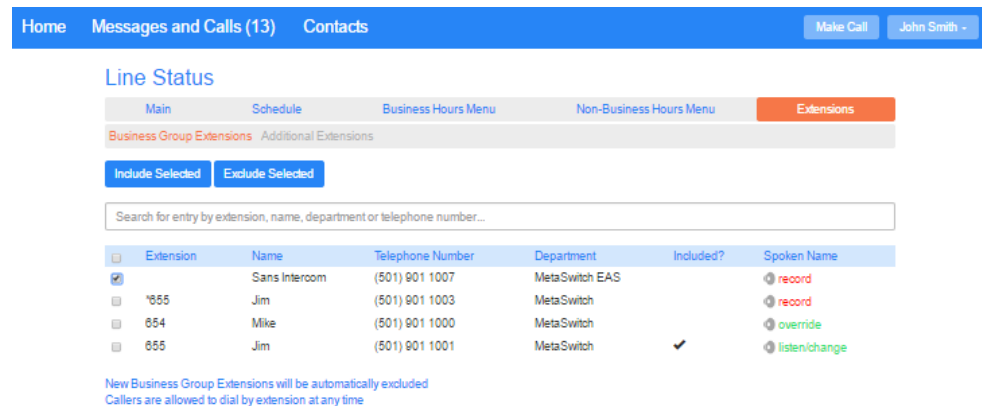 Home Messages and Calls (13) Contacts Make Call John Smith
Line Status
Main Schedule Business Hours Menu Non-Business Hours Menu Extensions
Business Group Extensions Additional Extensions
Include Selected Exclude Selected
Search for entry by extension, name, department or telephone number...
Extension Name Telephone Number Department Included? Spoken Name
Sans Intercom (501) 901 1007 MetaSwitch EAS record
*655 Jim (501) 901 1003 MetaSwitch record
654 Mike (501) 901 1000 MetaSwitch override
655 Jim (501) 901 1001 MetaSwitch ✔ listen/change
New Business Group Extensions will be automatically excluded
Callers are allowed to dial by extension at any time